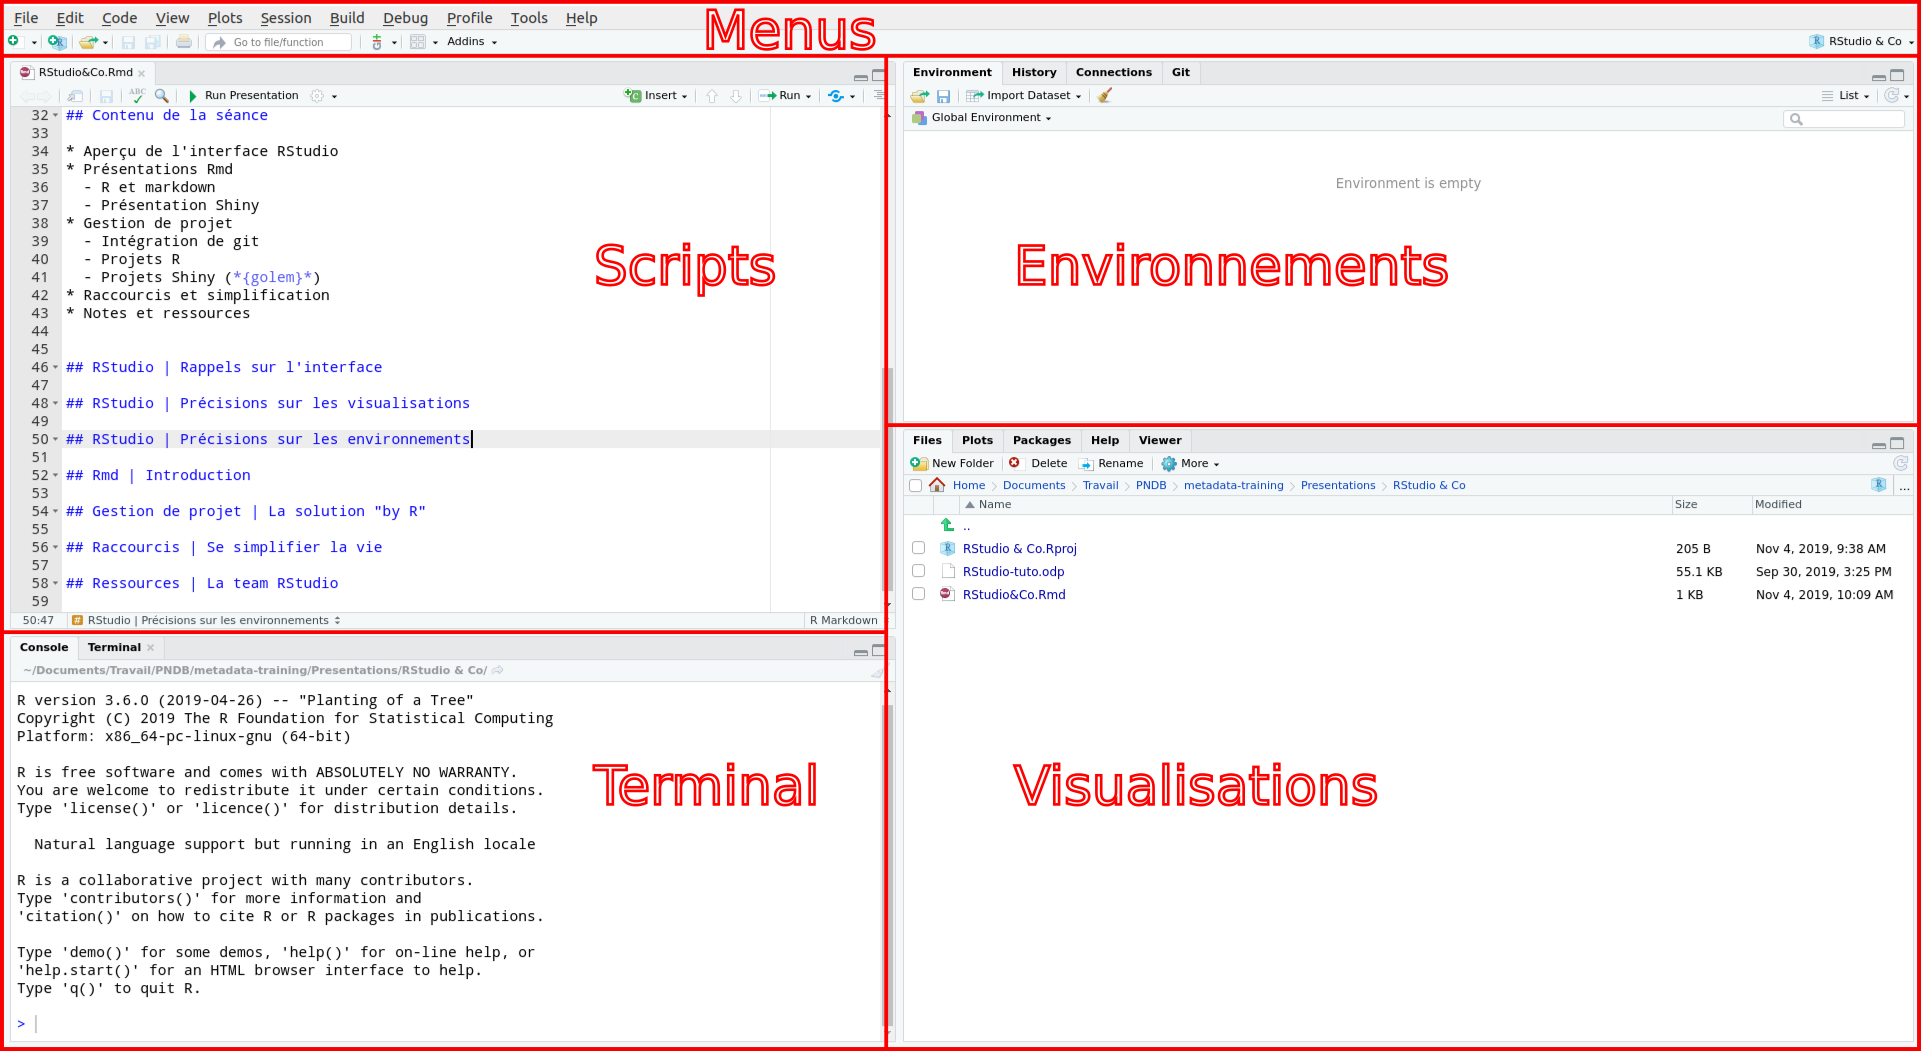 File Edit Code View Plots Session Build Debug Profile Tools Help
Menus
Go to file/function Addins RStudio & Co
RStudio&Co.Rmd
ABC Run Presentation Insert Run
32 ## Contenu de la séance
33
34 * Aperçu de l'interface RStudio
35 * Présentations Rmd
36 - R et markdown
37 - Présentation Shiny
38 * Gestion de projet
39 - Intégration de git
40 - Projets R
41 - Projets Shiny (*{golem}*)
42 * Raccourcis et simplification
43 * Notes et ressources
44
45
46 ## RStudio | Rappels sur l'interface
47
48 ## RStudio | Précisions sur les visualisations
49
50 ## RStudio | Précisions sur les environnements
51
52 ## Rmd | Introduction
53
54 ## Gestion de projet | La solution "by R"
55
56 ## Raccourcis | Se simplifier la vie
57
58 ## Ressources | La team RStudio
59
Scripts
50:47 # RStudio | Précisions sur les environnements R Markdown
Console Terminal
~/Documents/Travail/PNDB/metadata-training/Presentations/RStudio & Co/
R version 3.6.0 (2019-04-26) -- "Planting of a Tree"
Copyright (C) 2019 The R Foundation for Statistical Computing
Platform: x86_64-pc-linux-gnu (64-bit)
R is free software and comes with ABSOLUTELY NO WARRANTY.
You are welcome to redistribute it under certain conditions.
Type 'license()' or 'licence()' for distribution details.
Natural language support but running in an English locale
R is a collaborative project with many contributors.
Type 'contributors()' for more information and
'citation()' on how to cite R or R packages in publications.
Type 'demo()' for some demos, 'help()' for on-line help, or
'help.start()' for an HTML browser interface to help.
Type 'q()' to quit R.
>
Terminal
Environment History Connections Git
Import Dataset List
Global Environment
Environment is empty
Environnements
Files Plots Packages Help Viewer
New Folder Delete Rename More
Home Documents Travail PNDB metadata-training Presentations RStudio & Co ...
Name Size Modified
..
RStudio & Co.Rproj 205 B Nov 4, 2019, 9:38 AM
RStudio-tuto.odp 55.1 KB Sep 30, 2019, 3:25 PM
RStudio&Co.Rmd 1 KB Nov 4, 2019, 10:09 AM
Visualisations